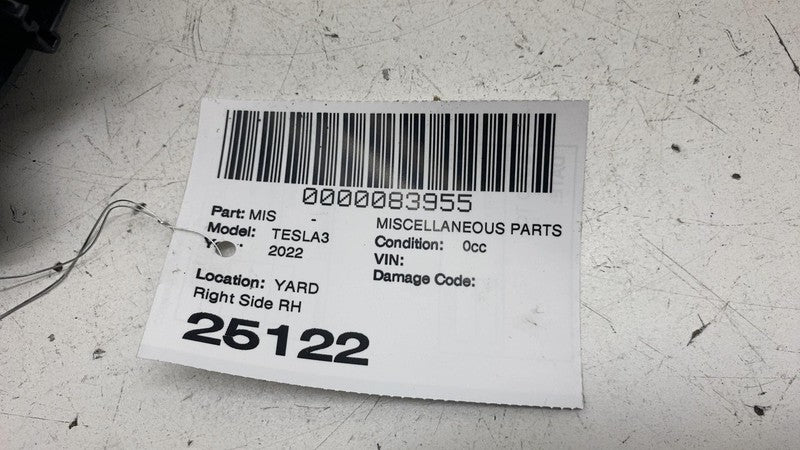 0000083955
Part: MIS - MISCELLANEOUS PARTS
Model: TESLA3 Condition: 0cc
2022 VIN:
Damage Code:
Location: YARD
Right Side RH
25122